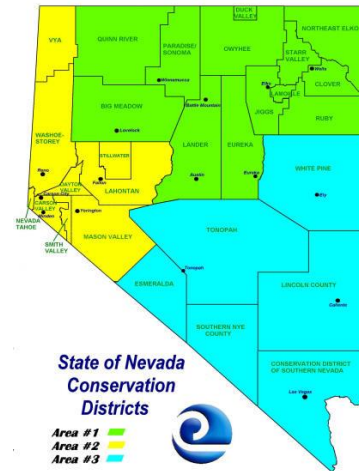 DUCK
VALLEY
NORTHEAST ELKO
VYA
QUINN RIVER
PARADISE/
SONOMA
OWYHEE
STARR
VALLEY
Wells
Winnemucca
Elko
LAMOILLE
CLOVER
BIG MEADOW
Battle Mountain
JIGGS
RUBY
Lovelock
WASHOE-
STOREY
LANDER
EUREKA
STILLWATER
WHITE PINE
Reno
DAYTON
VALLEY
Fallon
LAHONTAN
Austin
Eureka
Ely
Carson City
CARSON
VALLEY
Minden
Yerington
NEVADA
TAHOE
SMITH
VALLEY
MASON VALLEY
TONOPAH
Tonopah
ESMERALDA
LINCOLN COUNTY
Caliente
SOUTHERN NYE
COUNTY
CONSERVATION DISTRICT
OF SOUTHERN NEVADA
Las Vegas
State of Nevada
Conservation
Districts
Area #1
Area #2
Area #3